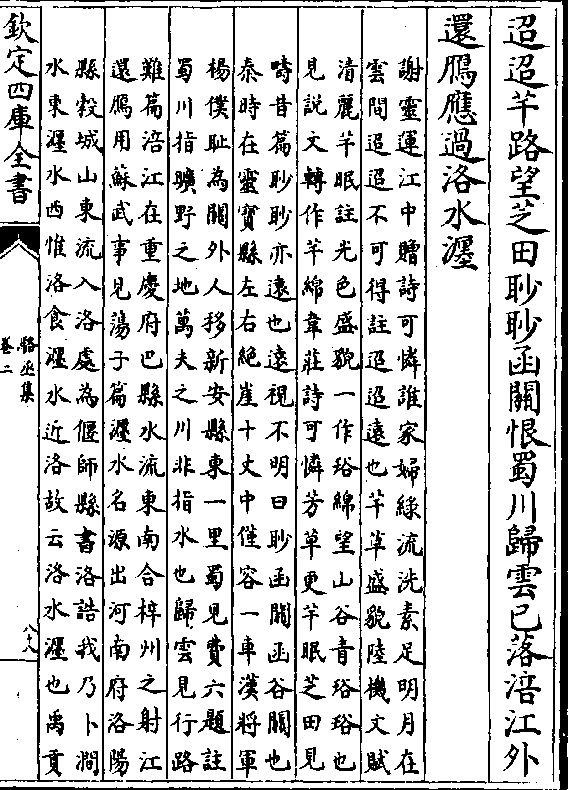 迢迢芊路望芝田眇眇函關恨蜀川歸雲已落涪江外
還鴈應過洛水瀍
謝靈運江中贈詩可憐誰家婦綠流洗素足明月在
雲間迢迢不可得註迢迢遠也芊草盛貌陸機文賦
清麗芊眠註光色盛貌一作谸綿望山谷青谸谸也
見說文轉作芊綿韋莊詩可憐芳草更芊眠芝田見
疇昔篇眇眇亦遠也遠視不明曰眇函關函谷關也
秦時在靈寳縣左右絶崖十丈中僅容一車漢將軍
楊僕恥為關外人移新安縣東一里蜀見費六題註
蜀川指曠野之地萬夫之川非指水也歸雲見行路
難篇涪江在重慶府巴縣水流東南合梓州之射江
還鴈用蘇武事見蕩子篇瀍水名源出河南府洛陽
縣穀城山東流入洛處為偃師縣書洛誥我乃卜澗
水東瀍水西惟洛食瀍水近洛故云洛水瀍也禹貢
欽定四庫全書
駱丞集
卷二
八十八